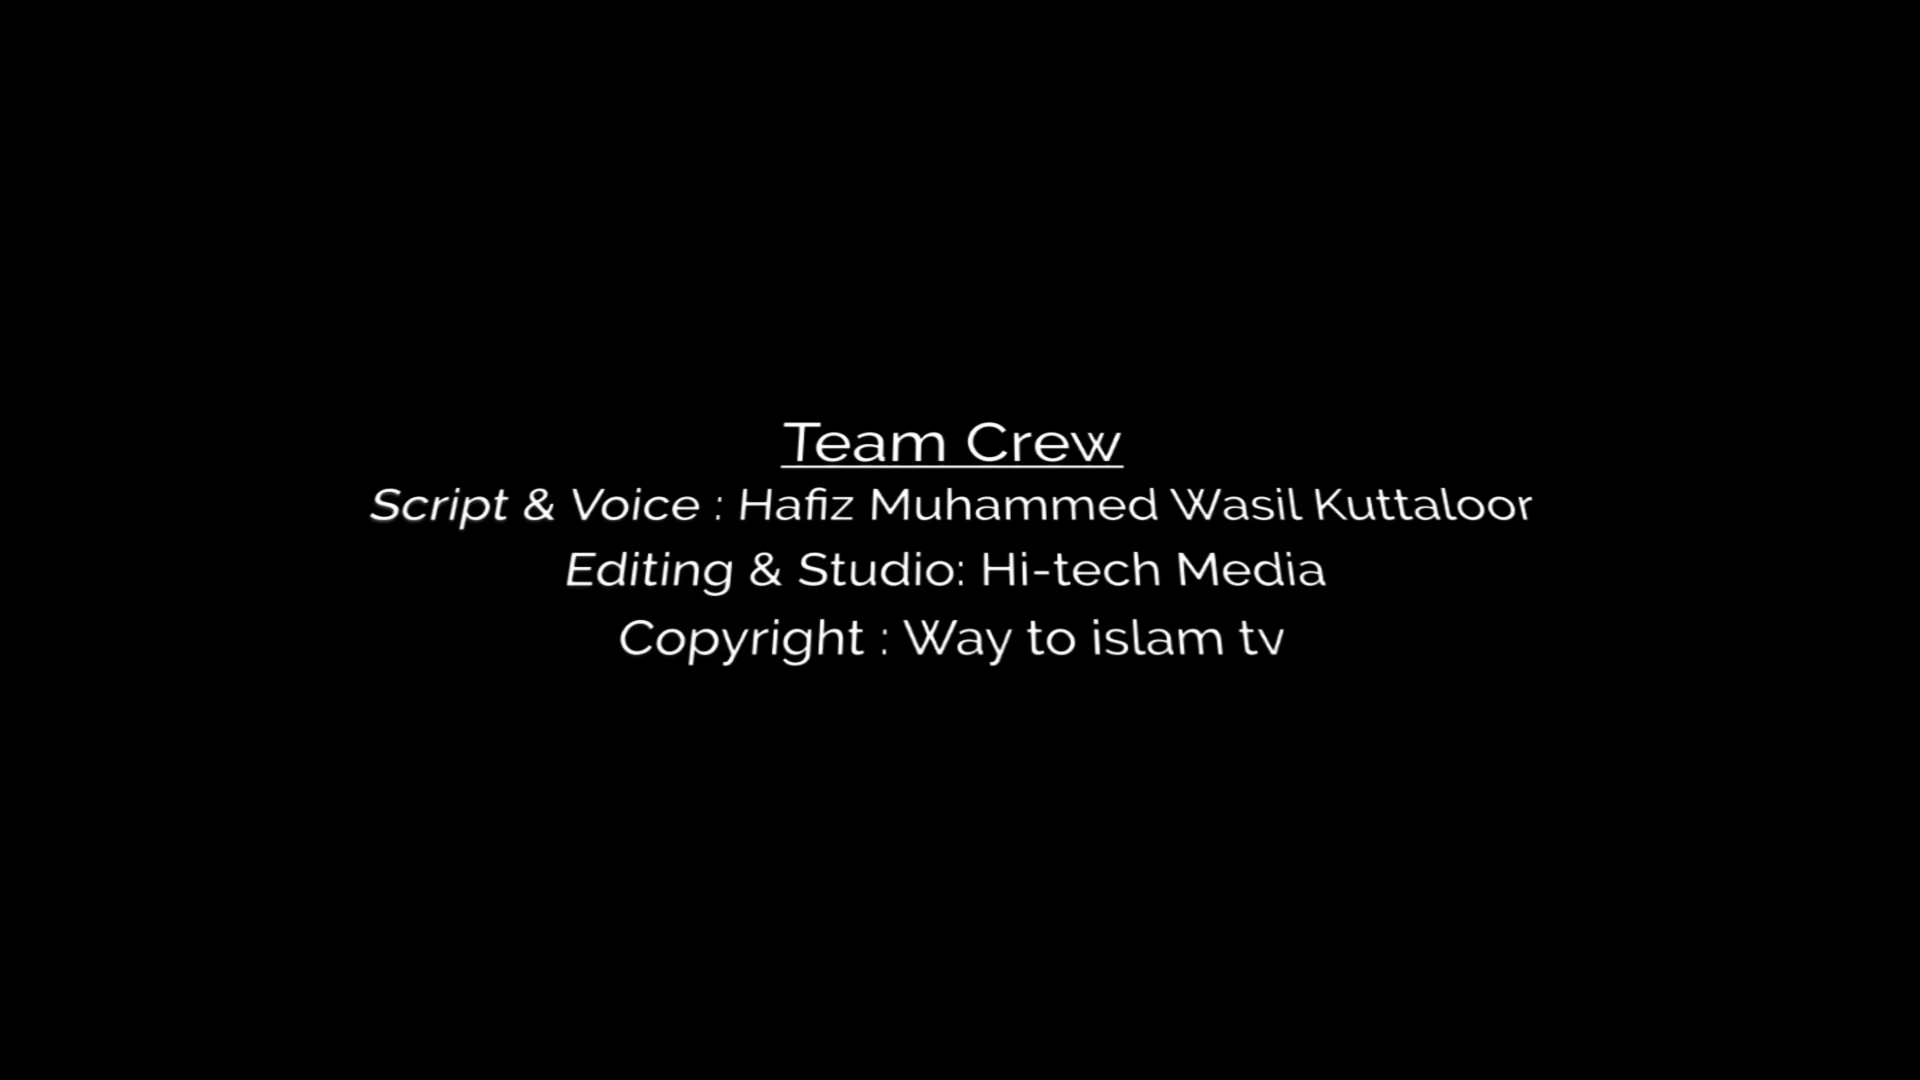 Team Crew
Script & Voice : Hafiz Muhammed Wasil Kuttaloor
Editing & Studio: Hi-tech Media
Copyright : Way to islam tv